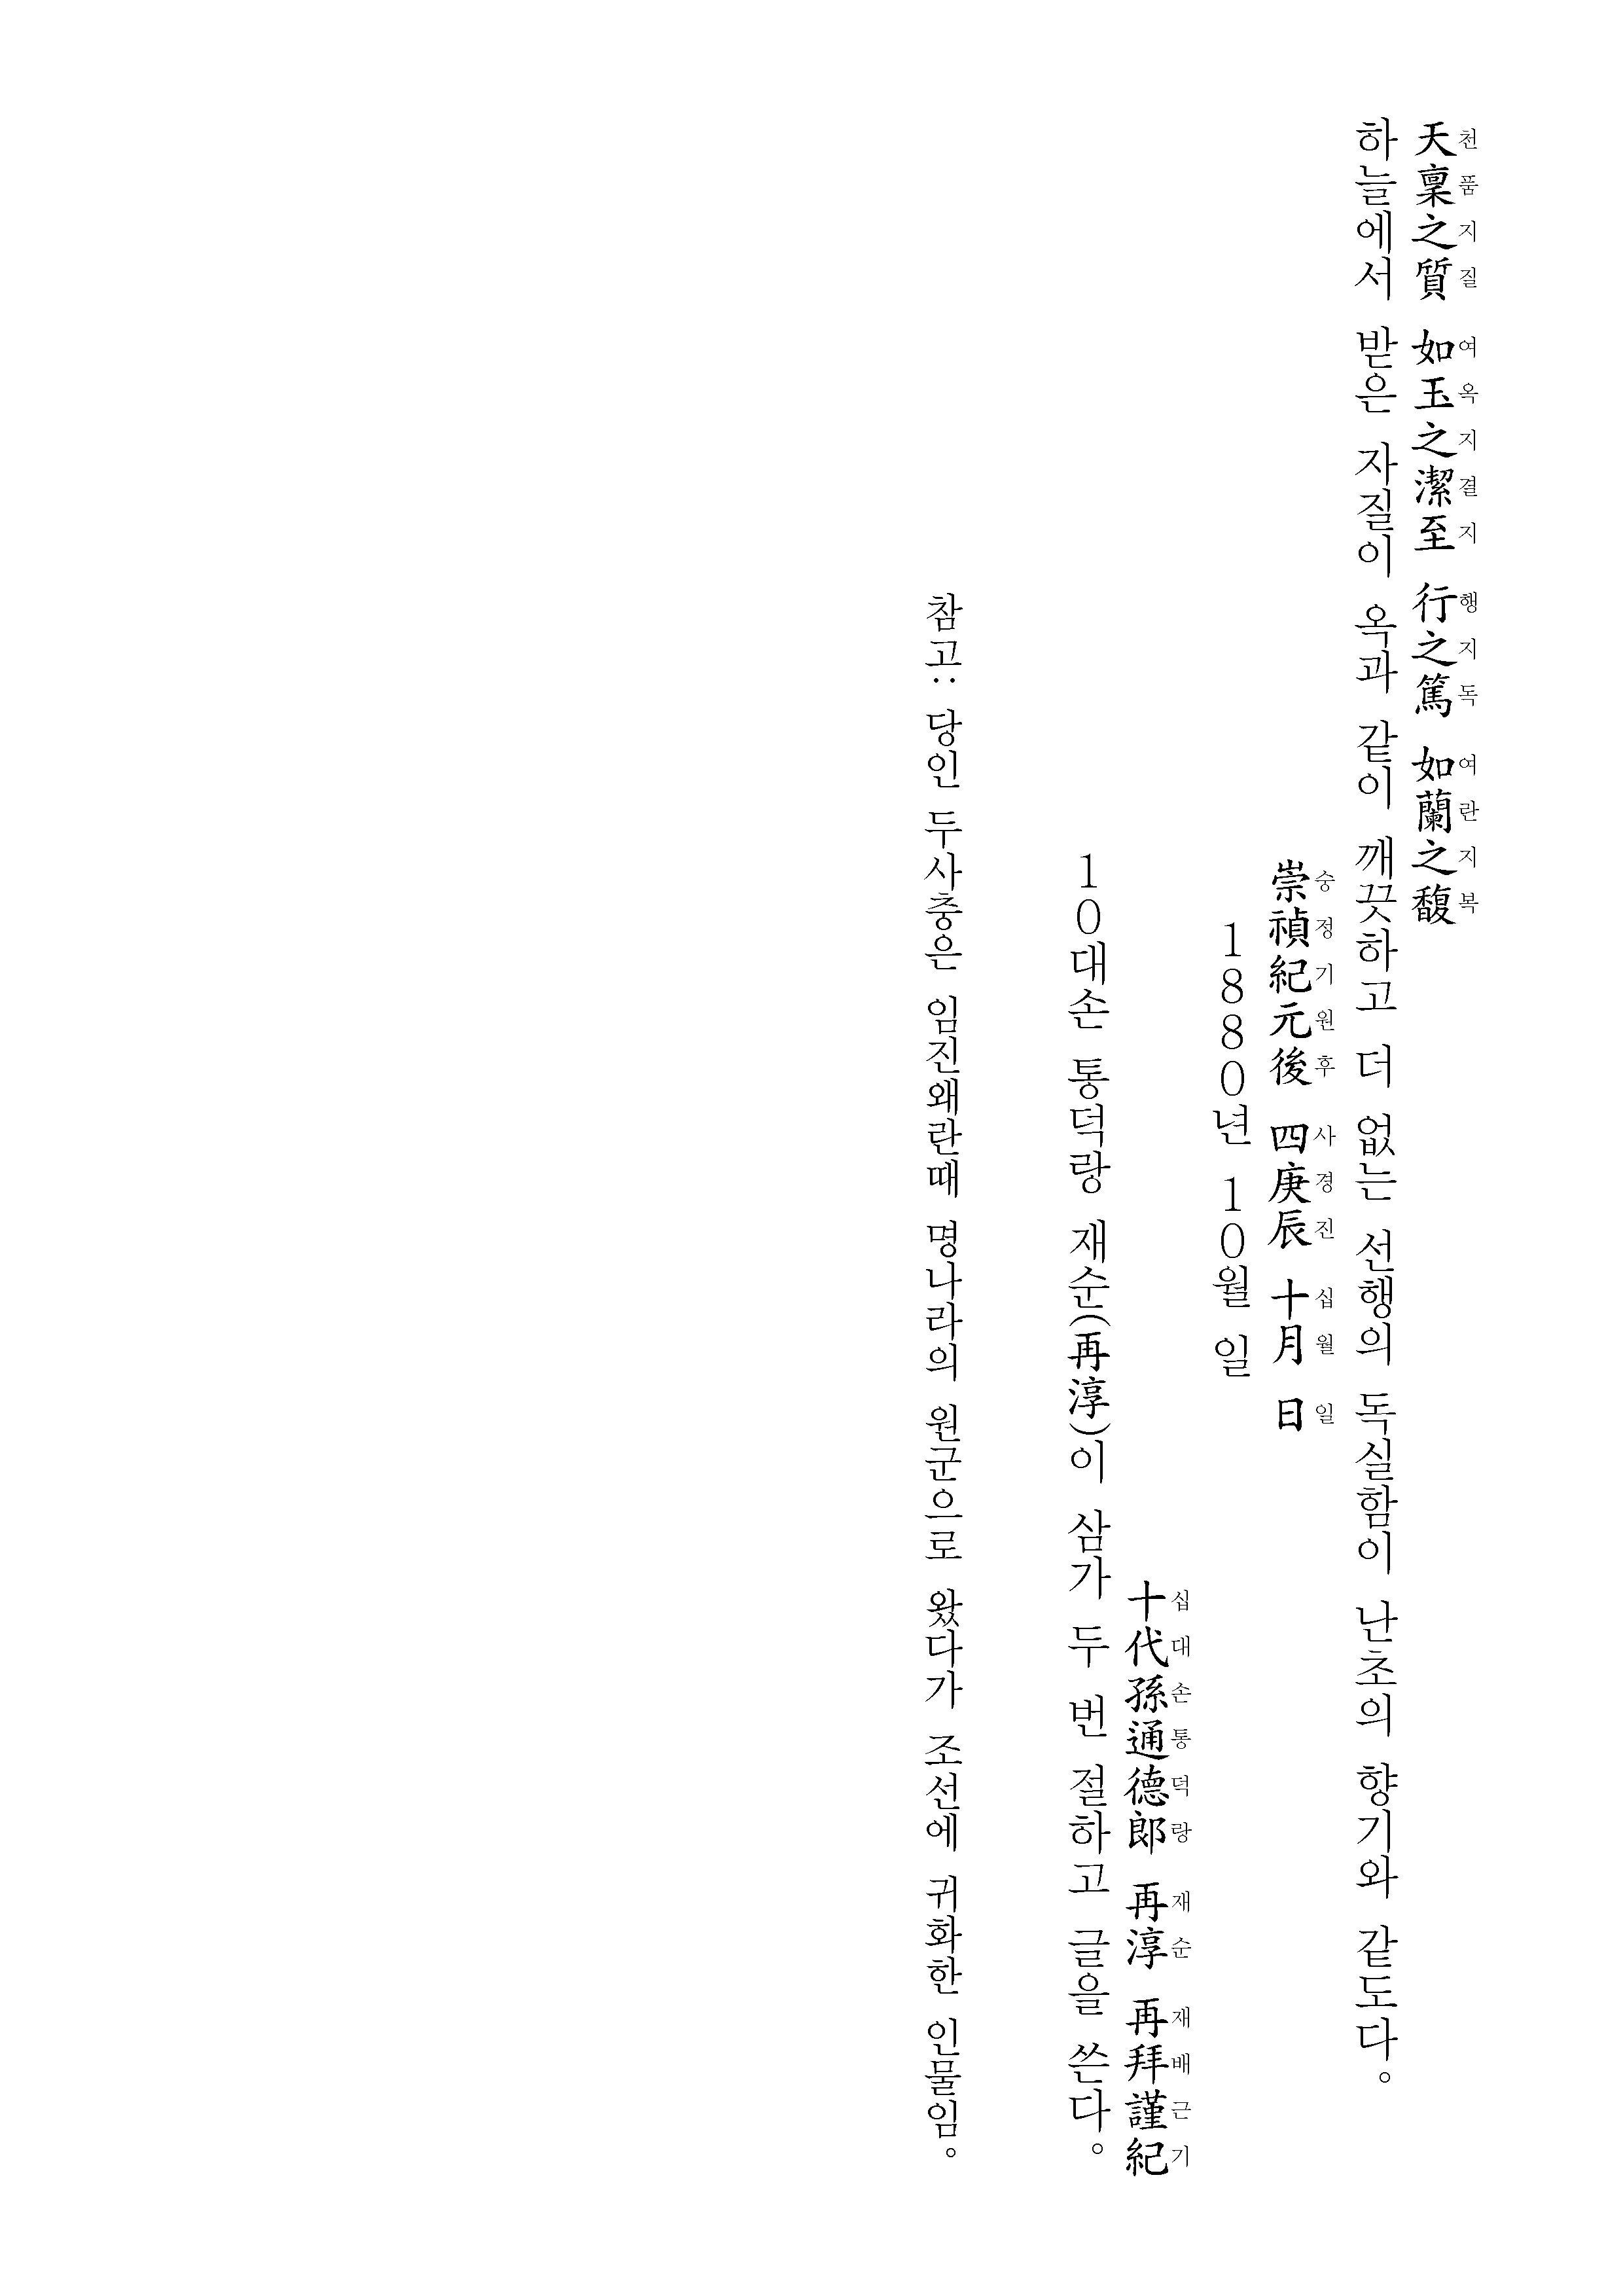 天稟之質 如玉之潔至 行之篤 如蘭之馥
천품지질 여옥지결지 행지독 여란지복
하늘에서 받은 자질이 옥과 같이 깨끗하고 더 없는 선행의 독실함이 난초의 향기와 같도다。
崇禎紀元後 四庚辰 十月 日
숭정기원후 사경진 십월 일
1880년 10월 일
十代孫通德郞 再淳 再拜謹紀
십대손통덕랑 재순 재배근기
10대손 통덕랑 재순(再淳)이 삼가 두 번 절하고 글을 쓴다。
참고: 당인 두사충은 임진왜란때 명나라의 원군으로 왔다가 조선에 귀화한 인물임。